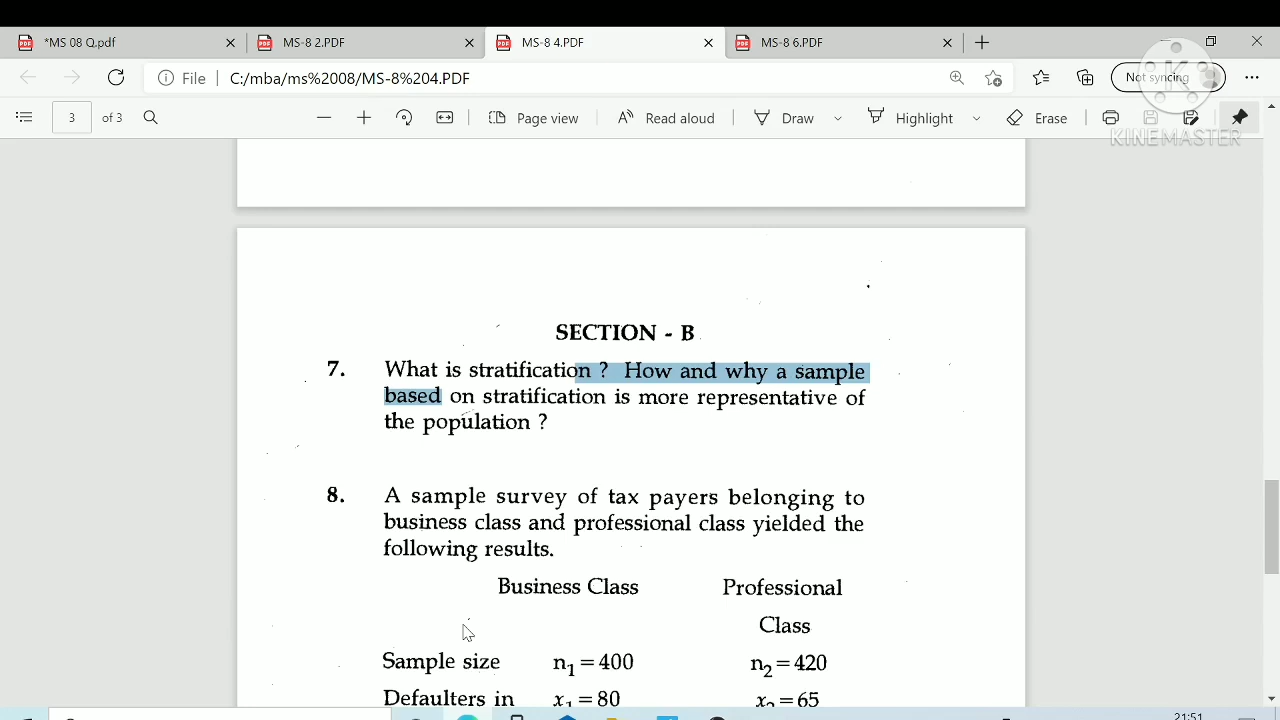 *MS 08 Q.pdf
MS-8 2.PDF
MS-8 4.PDF
MS-8 6.PDF
File
C:/mba/ms%2008/MS-8%204.PDF
Not syncing
3 of 3
Page view
Read aloud
Draw
Highlight
Erase
KINEMASTER
SECTION - B
7. What is stratification ? How and why a sample
based on stratification is more representative of
the population ?
8. A sample survey of tax payers belonging to
business class and professional class yielded the
following results.
Business Class Professional
Class
Sample size n1 = 400 n2 = 420
Defaulters in x1 = 80 x2 = 65
21:51